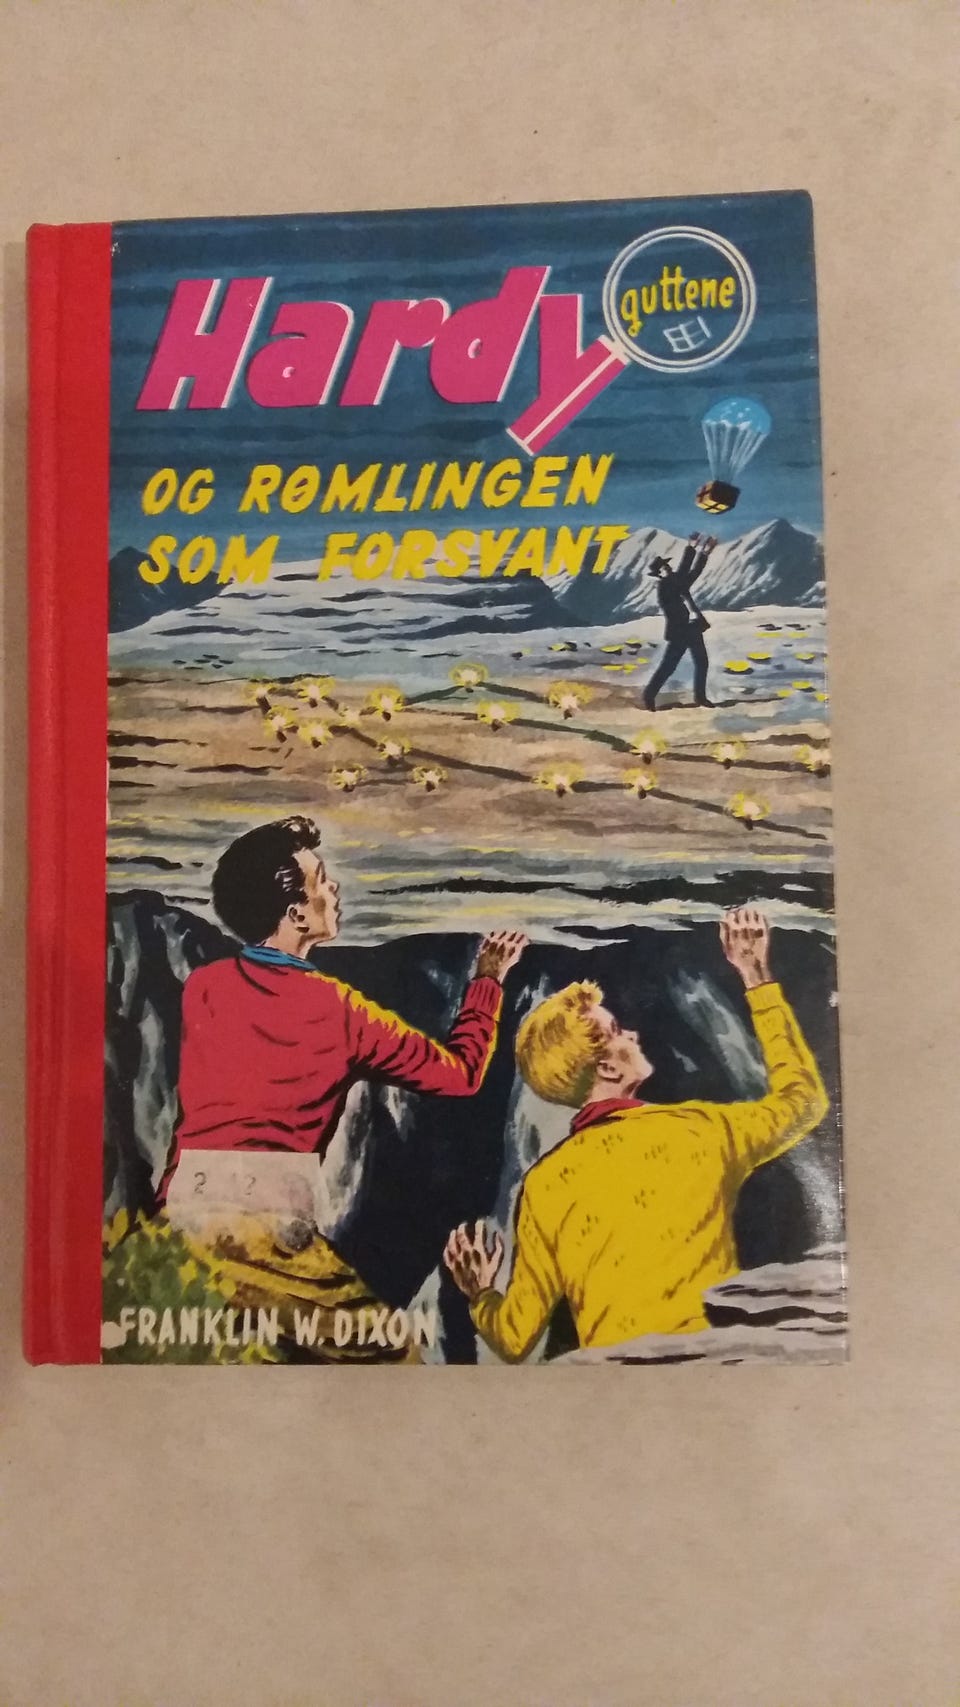 Hardy
guttene
OG RØMLINGEN
SOM FORSVANT
FRANKLIN W. DIXON